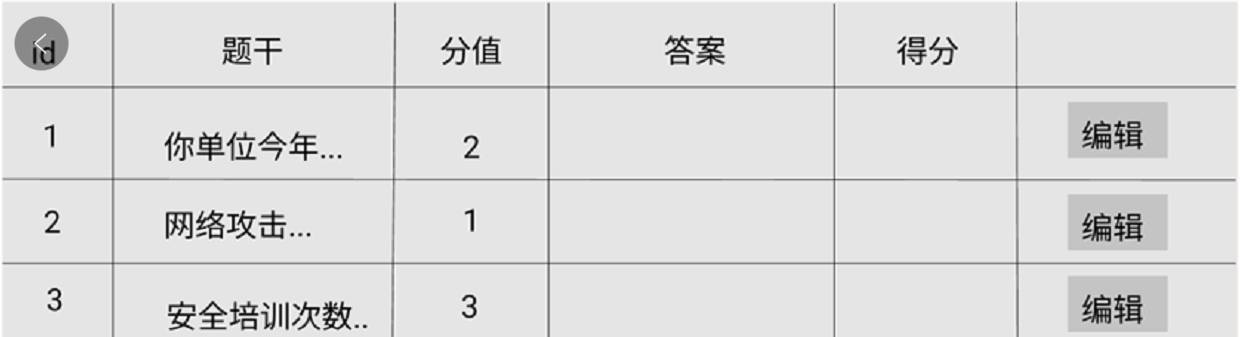 id 题干 分值 答案 得分
1 你单位今年... 2 编辑
2 网络攻击... 1 编辑
3 安全培训次数.. 3 编辑